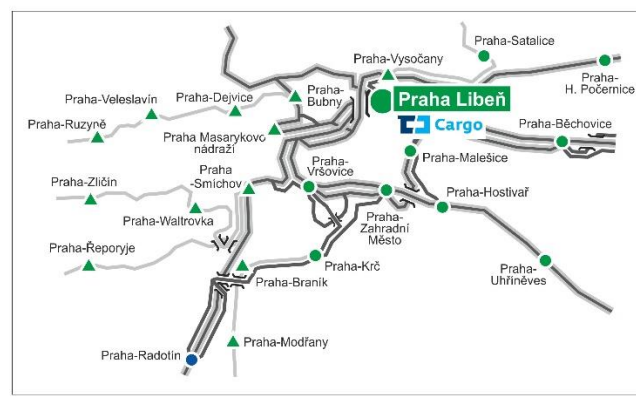 Praha-Satalice
Praha-Vysočany
Praha-
H. Počernice
Praha-
Bubny
Praha-Dejvice
Praha-Veleslavín
Praha-Ruzyně
Praha Libeň
Cargo
Praha Masarykovo
nádraží
Praha-Běchovice
Praha-Malešice
Praha
-Smíchov
Praha-
Vršovice
Praha-Zličín
Praha-Waltrovka
Praha-Hostivař
Praha-
Zahradní
Město
Praha-Řeporyje
Praha-Krč
Praha-
Uhříněves
Praha-Braník
Praha-Modřany
Praha-Radotín